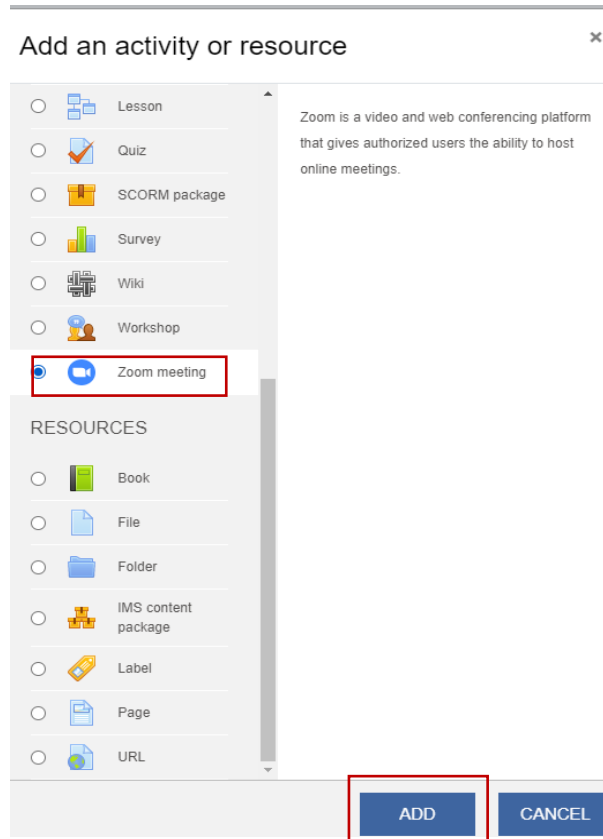 Add an activity or resource
×
Lesson
Quiz
SCORM package
Survey
Wiki
Workshop
Zoom meeting
RESOURCES
Book
File
Folder
IMS content
package
Label
Page
URL
Zoom is a video and web conferencing platform
that gives authorized users the ability to host
online meetings.
ADD
CANCEL